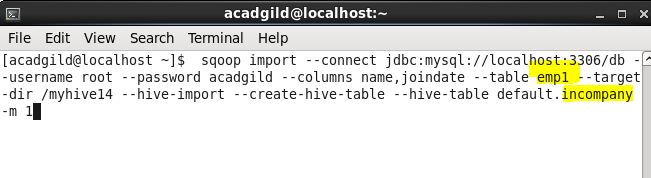 acadgild@localhost:~
File Edit View Search Terminal Help
[acadgild@localhost ~]$  sqoop import --connect jdbc:mysql://localhost:3306/db -
-username root --password acadgild --columns name,joindate --table emp1 --target
-dir /myhive14 --hive-import --create-hive-table --hive-table default.incompany
-m 1